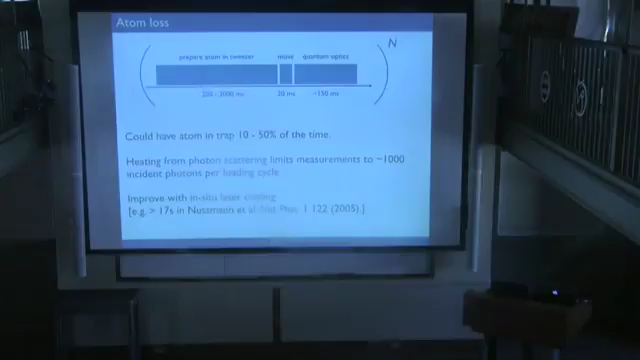 Atom loss
N
prepare atom in tweezer move quantum optics
200 - 2000 ms 20 ms ~150 ms
Could have atom in trap 10 - 50% of the time.
Heating from photon scattering limits measurements to ~1000
incident photons per loading cycle
Improve with in-situ laser cooling
[e.g. > 17s in Nussmann et al. Nat. Phys. 1 122 (2005).]